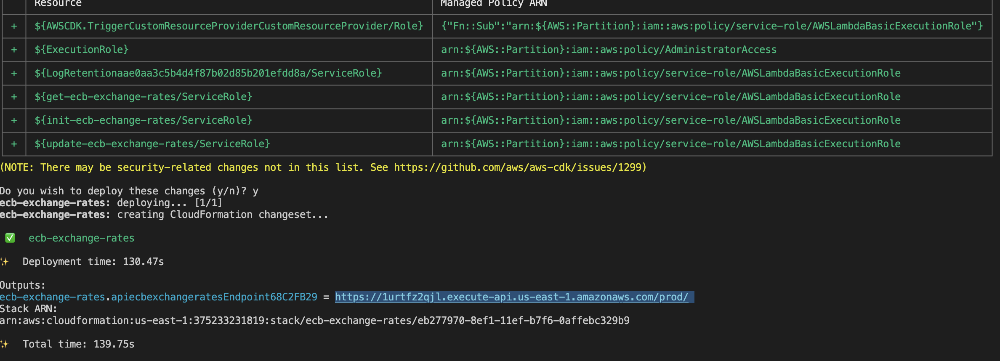 Resource Managed Policy ARN
+ ${AWSCDK.TriggerCustomResourceProviderCustomResourceProvider/Role} {"Fn::Sub":"arn:${AWS::Partition}:iam::aws:policy/service-role/AWSLambdaBasicExecutionRole"}
+ ${ExecutionRole} arn:${AWS::Partition}:iam::aws:policy/AdministratorAccess
+ ${LogRetentionaae0aa3c5b4d4f87b02d85b201efdd8a/ServiceRole} arn:${AWS::Partition}:iam::aws:policy/service-role/AWSLambdaBasicExecutionRole
+ ${get-ecb-exchange-rates/ServiceRole} arn:${AWS::Partition}:iam::aws:policy/service-role/AWSLambdaBasicExecutionRole
+ ${init-ecb-echange-rates/ServiceRole} arn:${AWS::Partition}:iam::aws:policy/service-role/AWSLambdaBasicExecutionRole
+ ${update-ecb-exchange-rates/ServiceRole} arn:${AWS::Partition}:iam::aws:policy/service-role/AWSLambdaBasicExecutionRole
(NOTE: There may be security-related changes not in this list. See https://github.com/aws/aws-cdk/issues/1299)
Do you wish to deploy these changes (y/n)? y
ecb-exchange-rates: deploying... [1/1]
ecb-exchange-rates: creating CloudFormation changeset...
✅ ecb-exchange-rates
✨ Deployment time: 130.47s
Outputs:
ecb-exchange-rates.apiecbexchangeratesEndpoint68C2FB29 = https://1urtfz2qjl.execute-api.us-east-1.amazonaws.com/prod/
Stack ARN:
arn:aws:cloudformation:us-east-1:375233231819:stack/ecb-exchange-rates/eb277970-8ef1-11ef-b7f6-0affebc329b9
✨ Total time: 139.75s